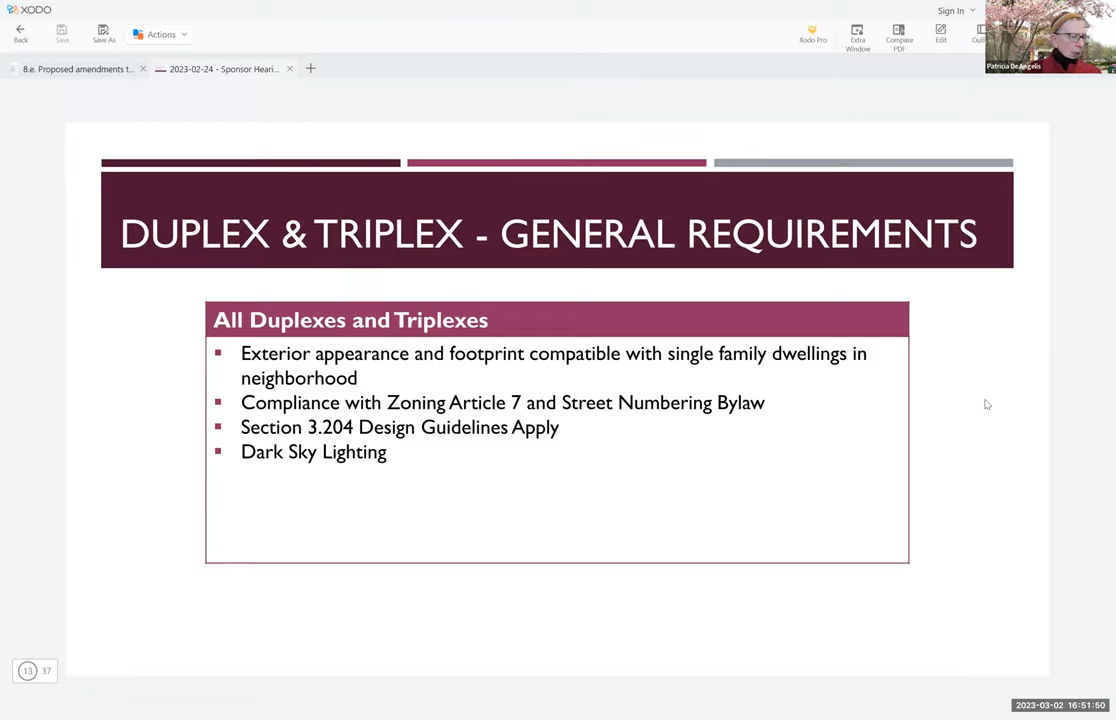 XODO
Sign In
Back
Save
Save As
Actions
Xodo Pro
Extra
Window
Compare
PDF
Edit
Patricia DeAngelis
8.e. Proposed amendments t...
2023-02-24 - Sponsor Heari...
DUPLEX & TRIPLEX - GENERAL REQUIREMENTS
All Duplexes and Triplexes
Exterior appearance and footprint compatible with single family dwellings in
neighborhood
Compliance with Zoning Article 7 and Street Numbering Bylaw
Section 3.204 Design Guidelines Apply
Dark Sky Lighting
13 37
2023-03-02 16:51:50